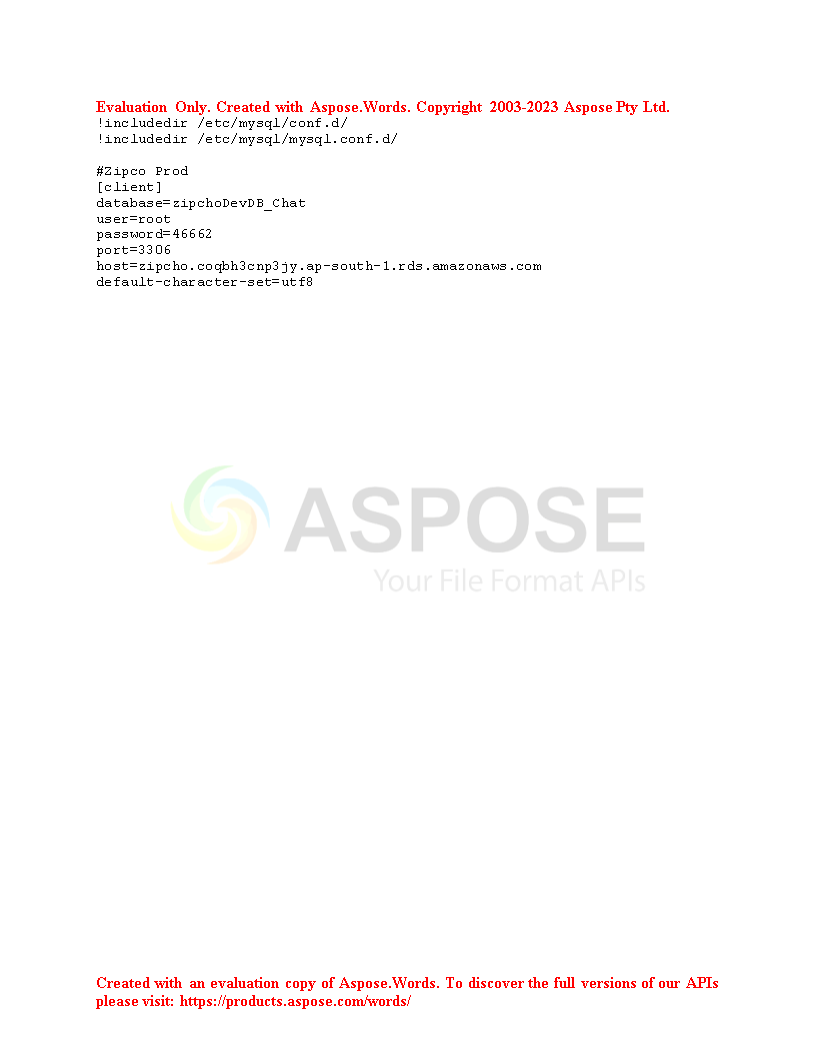 Evaluation Only. Created with Aspose.Words. Copyright 2003-2023 Aspose Pty Ltd.
!includedir /etc/mysql/conf.d/
!includedir /etc/mysql/mysql.conf.d/
#Zipco Prod
[client]
database=zipchoDevDB_Chat
user=root
password=46662
port=3306
host=zipcho.coqbh3cnp3jy.ap-south-1.rds.amazonaws.com
default-character-set=utf8
ASPOSE
Your File Format APIs
Created with an evaluation copy of Aspose.Words. To discover the full versions of our APIs
please visit: https://products.aspose.com/words/